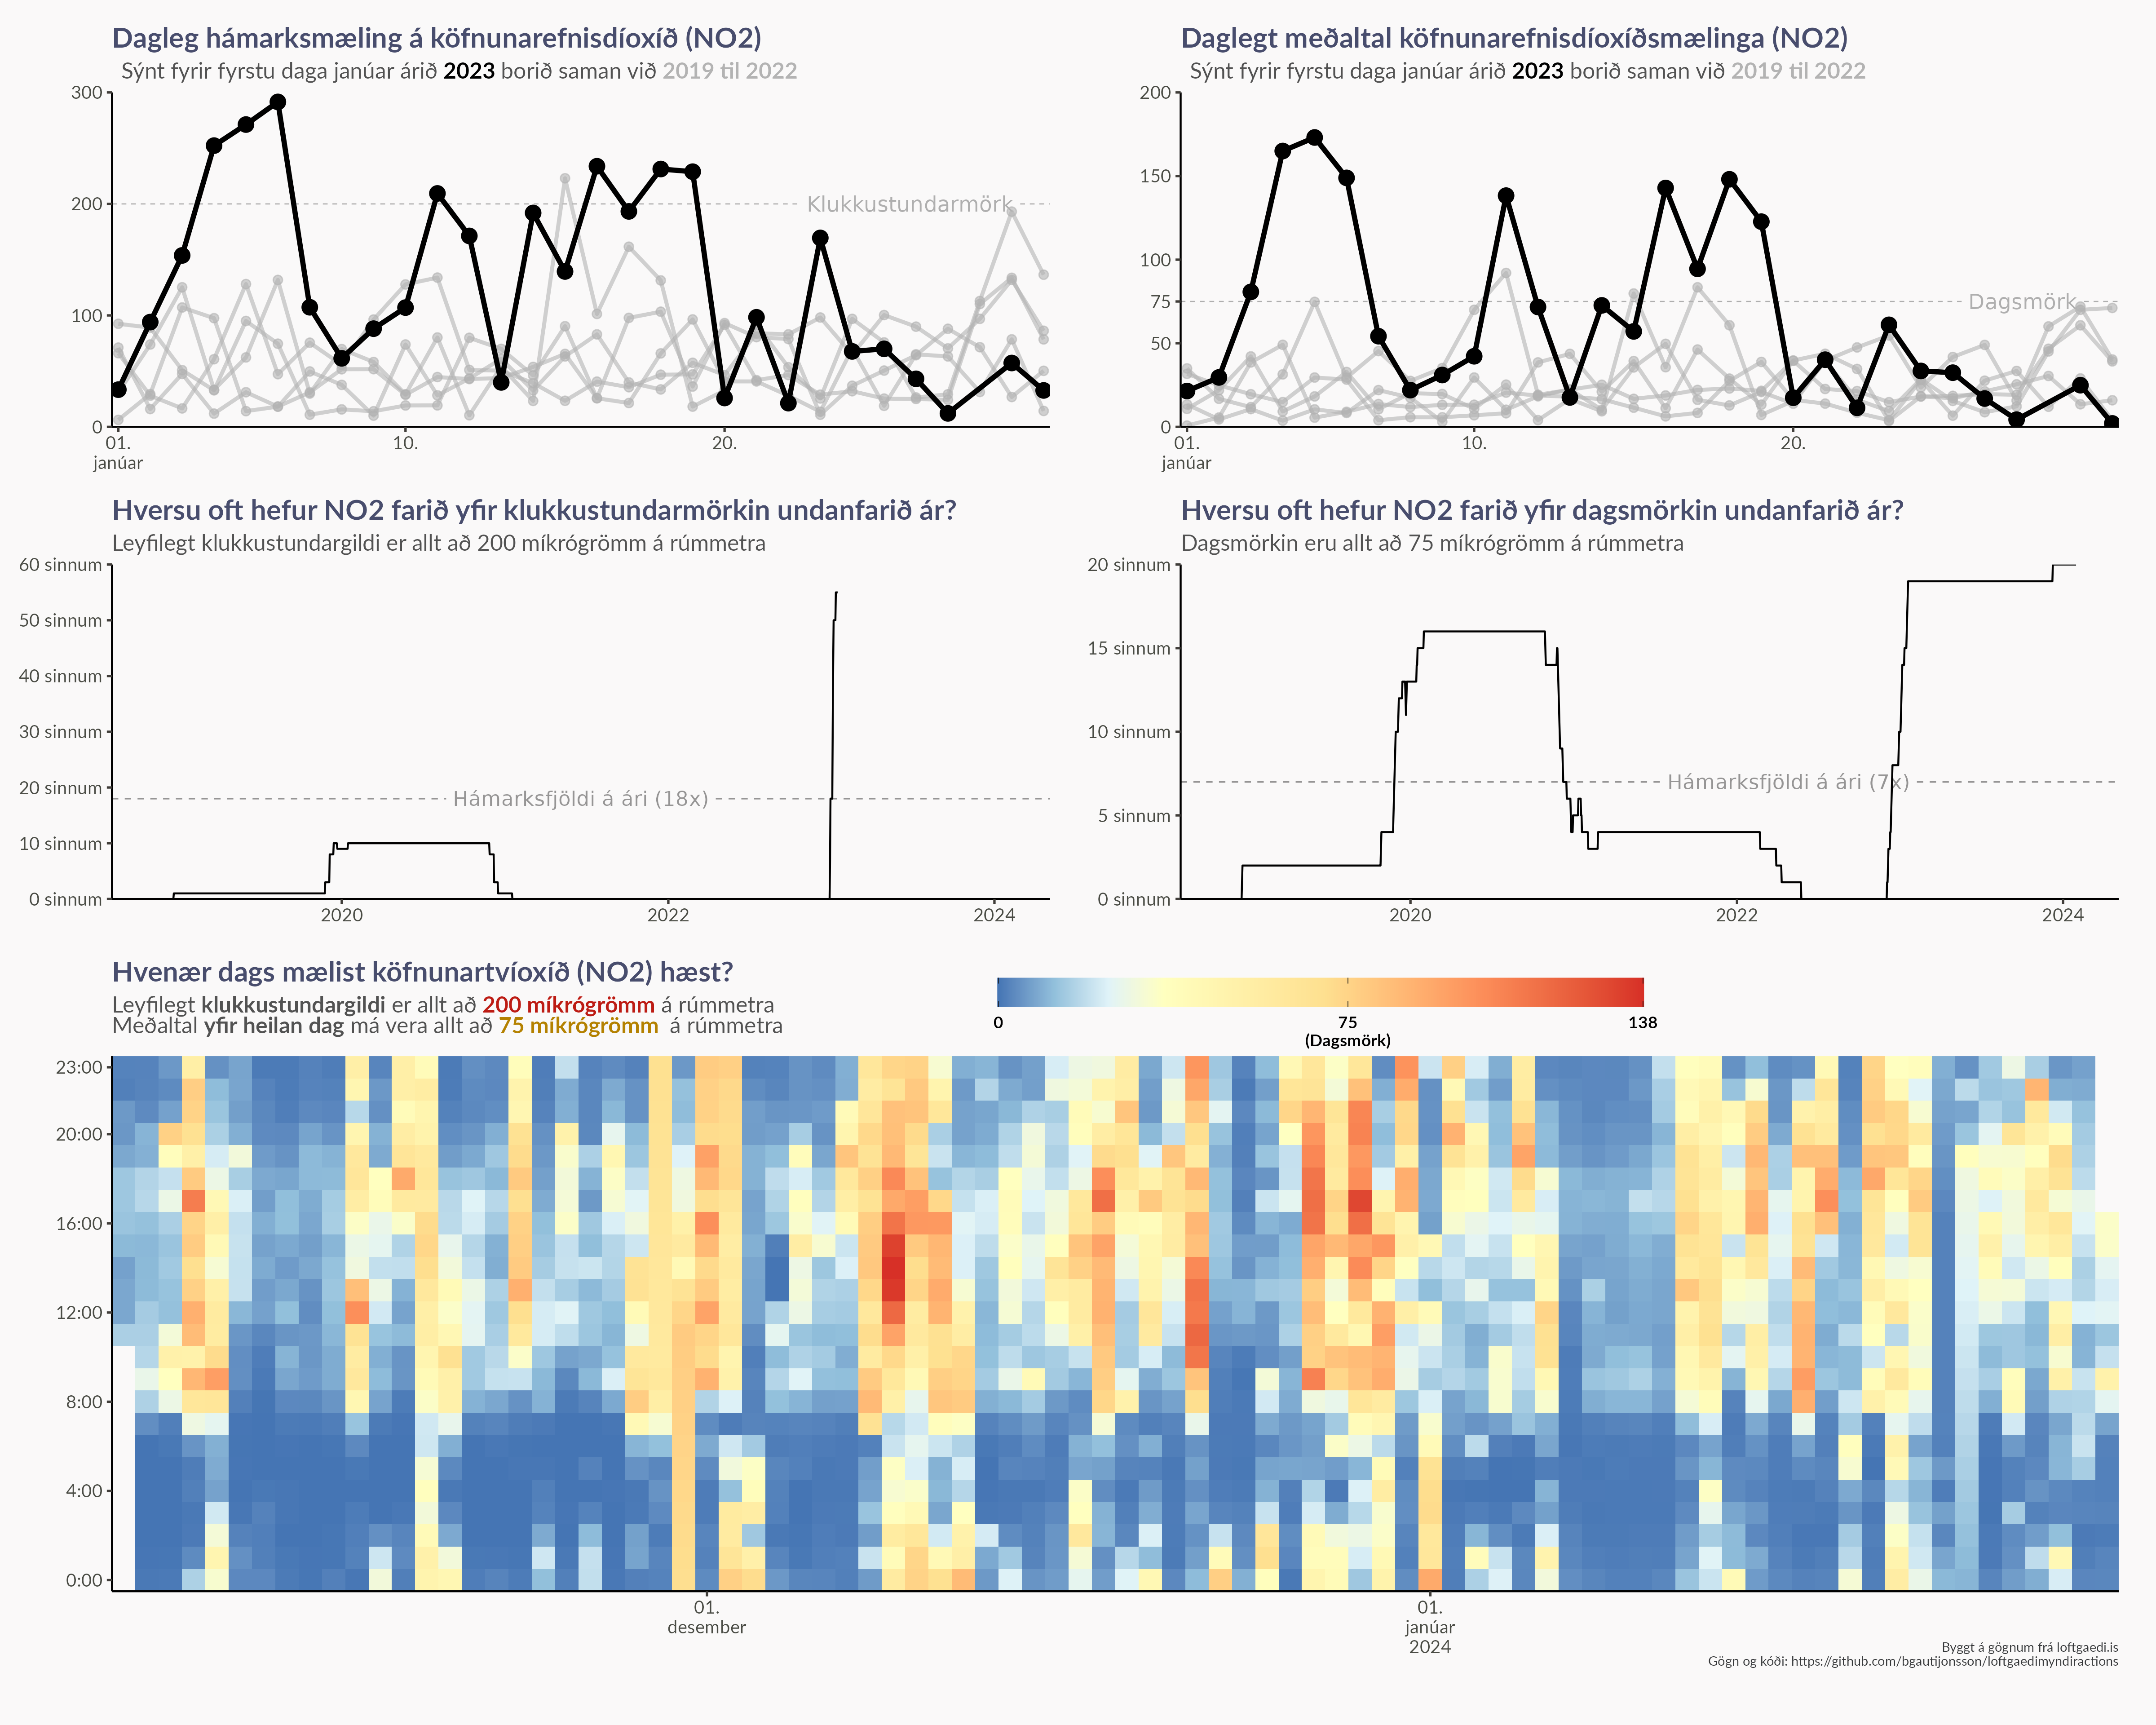 Dagleg hámarksmæling á köfnunarefnisdíoxíð (NO2)
Sýnt fyrir fyrstu daga janúar árið 2023 borið saman við 2019 til 2022
300
200
100
0
Klukkustundarmörk
01.
janúar
10.
20.
Daglegt meðaltal köfnunarefnisdíoxíðsmælinga (NO2)
Sýnt fyrir fyrstu daga janúar árið 2023 borið saman við 2019 til 2022
200
150
100
75
50
0
Dagsmörk
01.
janúar
10.
20.
Hversu oft hefur NO2 farið yfir klukkustundarmörkin undanfarið ár?
Leyfilegt klukkustundargildi er allt að 200 míkrógrömm á rúmmetra
60 sinnum
50 sinnum
40 sinnum
30 sinnum
20 sinnum
10 sinnum
0 sinnum
Hámarksfjöldi á ári (18x)
2020
2022
2024
Hversu oft hefur NO2 farið yfir dagsmörkin undanfarið ár?
Dagsmörkin eru allt að 75 míkrógrömm á rúmmetra
20 sinnum
15 sinnum
10 sinnum
5 sinnum
0 sinnum
Hámarksfjöldi á ári (7x)
2020
2022
2024
Hvenær dags mælist köfnunartvíoxíð (NO2) hæst?
Leyfilegt klukkustundargildi er allt að 200 míkrógrömm á rúmmetra
Meðaltal yfir heilan dag má vera allt að 75 míkrógrömm á rúmmetra
0
75
(Dagsmörk)
138
23:00
20:00
16:00
12:00
8:00
4:00
0:00
01.
desember
01.
janúar
2024
Byggt á gögnum frá loftgaedi.is
Gögn og kóði: https://github.com/bgautijonsson/loftgaedimyndiractions